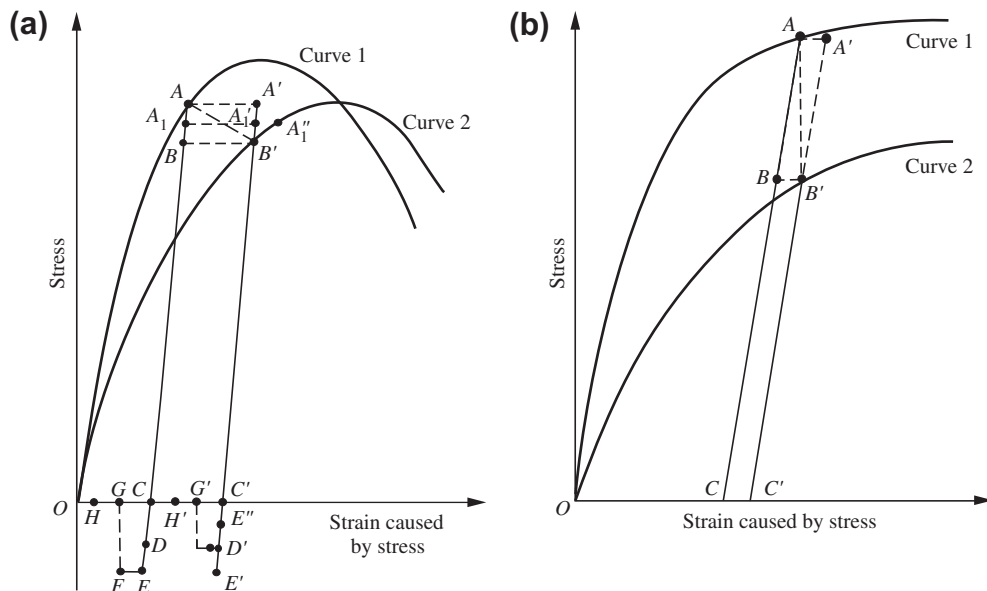 (a)
Curve 1
A
A'
A₁
A₁'
A₁"
Curve 2
B
B'
Stress
O
H
G
C
H'
G'
C'
Strain caused
by stress
E"
D
D'
F
E
E'
(b)
A
A'
Curve 1
Curve 2
B
B'
Stress
O
C
C'
Strain caused by stress